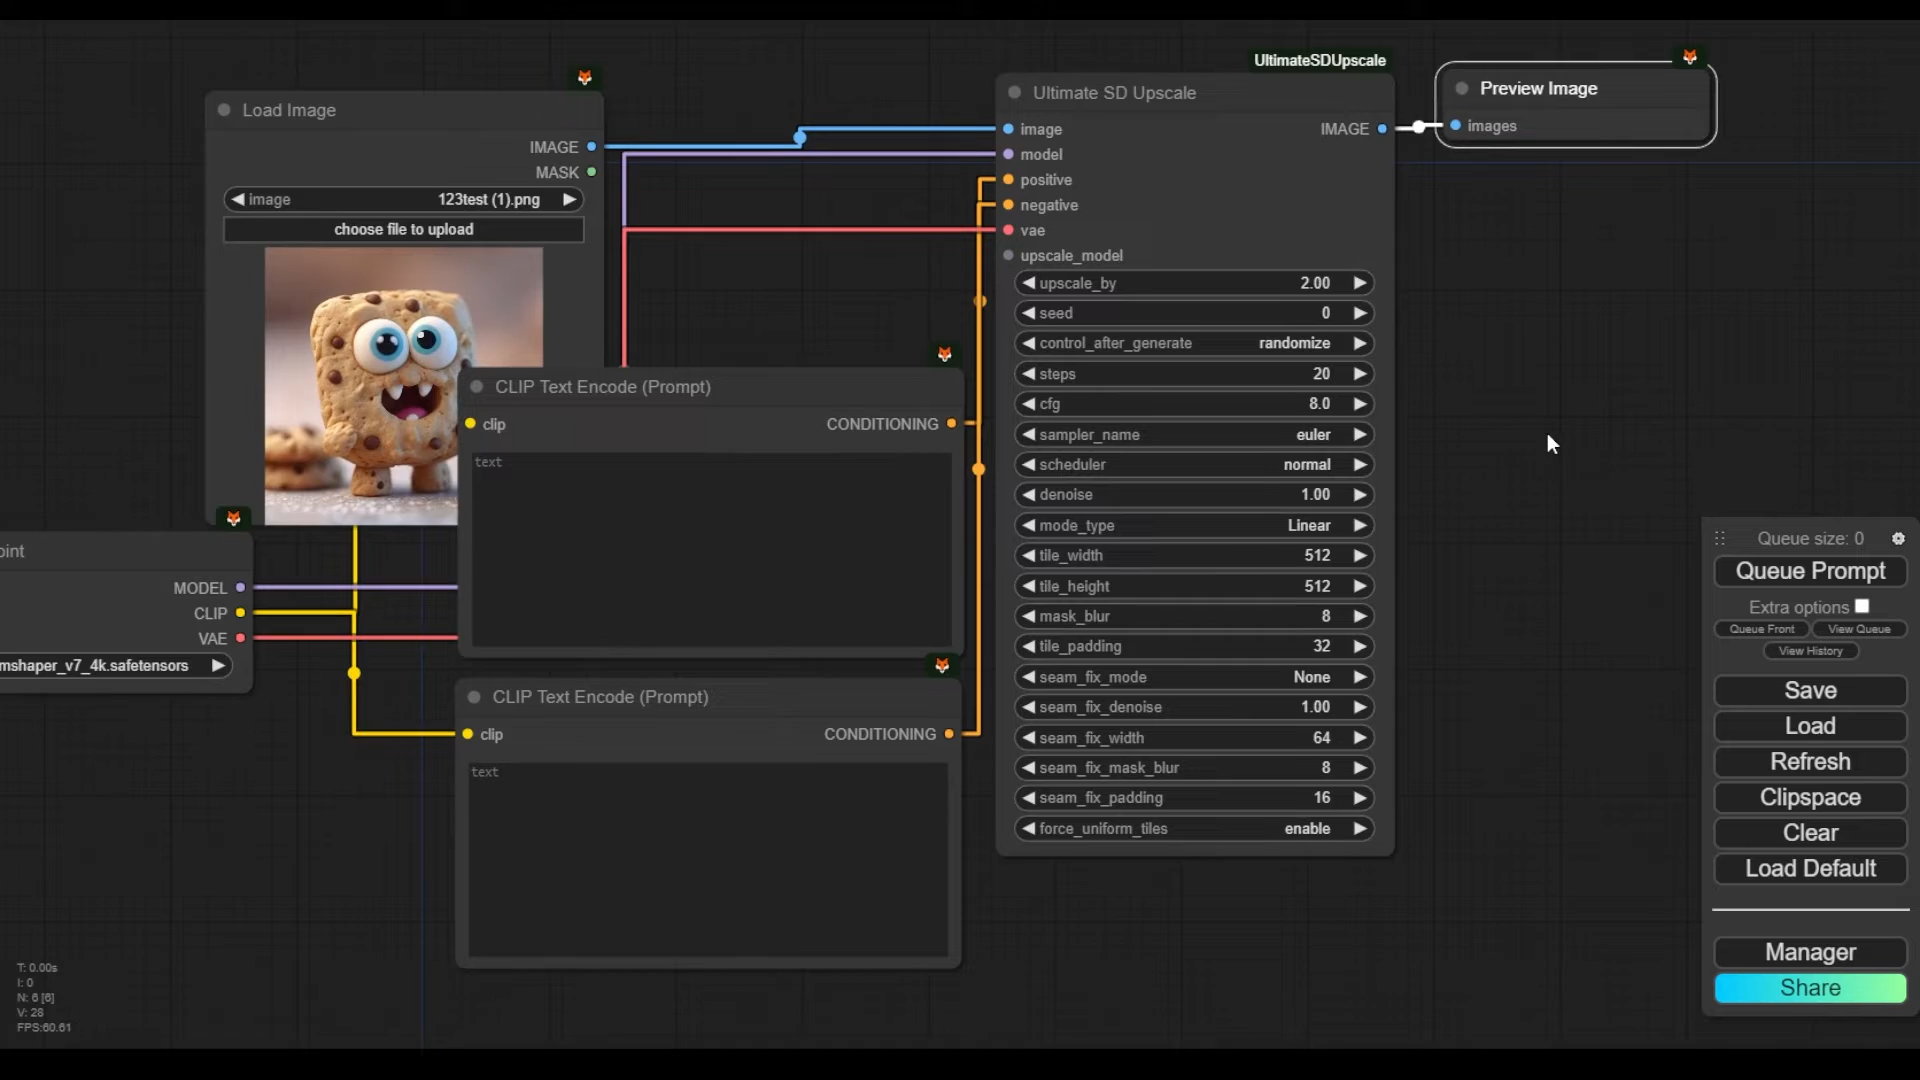 Load Image
IMAGE
MASK
image 123test (1).png
choose file to upload
oint
MODEL
CLIP
VAE
mshaper_v7_4k.safetensors
CLIP Text Encode (Prompt)
clip CONDITIONING
text
CLIP Text Encode (Prompt)
clip CONDITIONING
text
UltimateSDUpscale
Ultimate SD Upscale
image IMAGE
model
positive
negative
vae
upscale_model
upscale_by 2.00
seed 0
control_after_generate randomize
steps 20
cfg 8.0
sampler_name euler
scheduler normal
denoise 1.00
mode_type Linear
tile_width 512
tile_height 512
mask_blur 8
tile_padding 32
seam_fix_mode None
seam_fix_denoise 1.00
seam_fix_width 64
seam_fix_mask_blur 8
seam_fix_padding 16
force_uniform_tiles enable
Preview Image
images
Queue size: 0
Queue Prompt
Extra options
Queue Front View Queue
View History
Save
Load
Refresh
Clipspace
Clear
Load Default
Manager
Share
T: 0.00s
I: 0
N: 6 [6]
V: 28
FPS:60.61